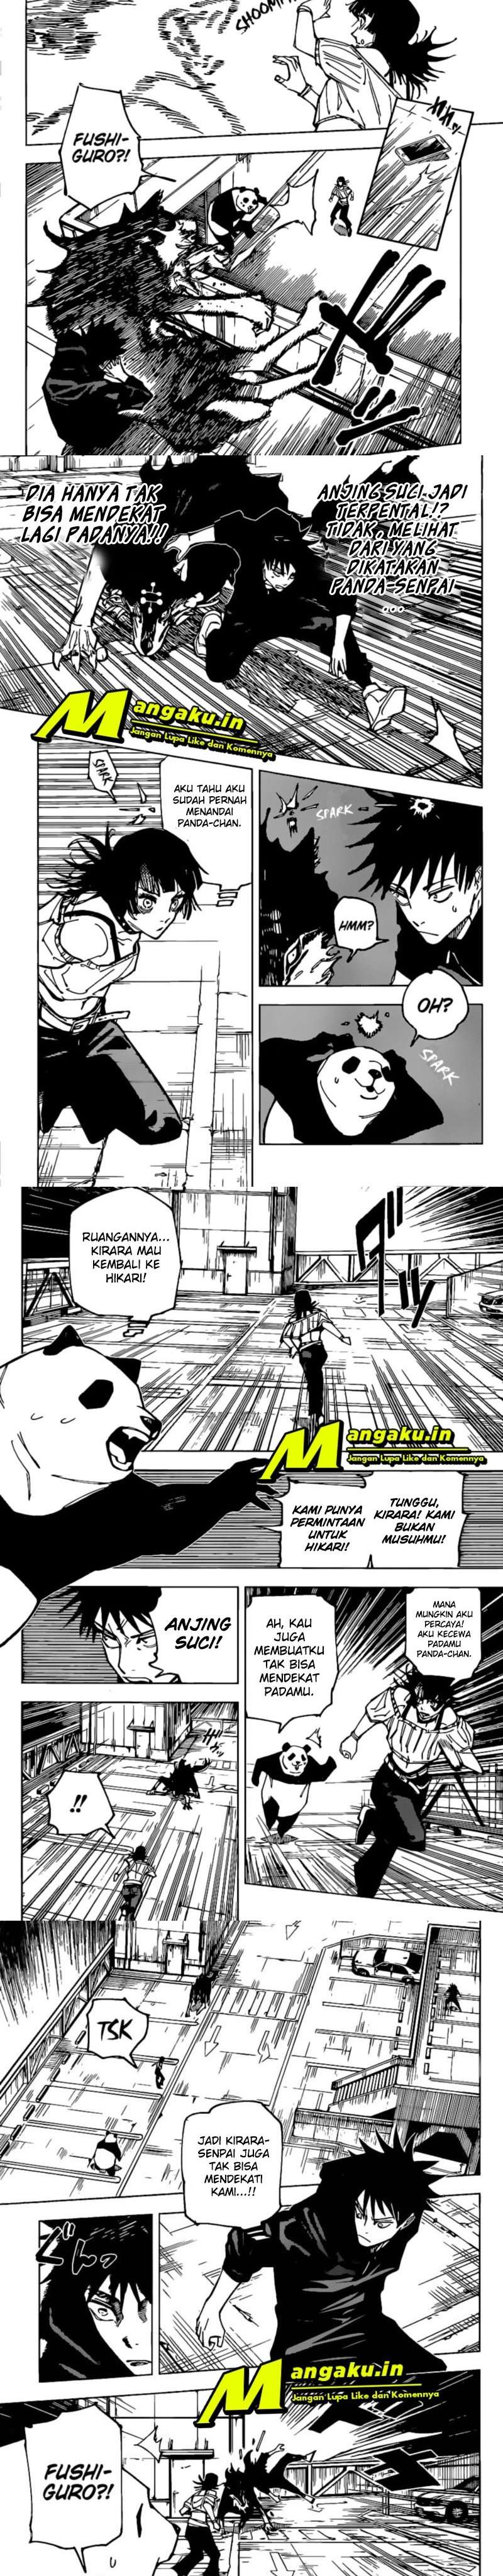 SHOOMM
FUSHI-
GURO?!
ANJING SUCI JADI
TERPENTAL!?
TIDAK, MELIHAT
DARI YANG
DIKATAKAN
PANDA-SENPAI
...
DIA HANYA TAK
BISA MENDEKAT
LAGI PADANYA!!
Mangaku.in
Jangan Lupa Like dan Komennya
SPARK
AKU TAHU AKU
SUDAH PERNAH
MENANDAI
PANDA-CHAN.
SPARK
HMM?
OH?
SPARK
RUANGANNYA...
KIRARA MAU
KEMBALI KE
HIKARI!
Mangaku.in
Jangan Lupa Like dan Komennya
TUNGGU,
KIRARA! KAMI
BUKAN
MUSUHMU!
KAMI PUNYA
PERMINTAAN
UNTUK
HIKARI!
MANA
MUNGKIN AKU
PERCAYA!
AKU KECEWA
PADAMU
PANDA-CHAN.
AH, KAU
JUGA
MEMBUATKU
TAK BISA
MENDEKAT
PADAMU.
ANJING
SUCI!
!!
TSK
JADI KIRARA-
SENPAI JUGA
TAK BISA
MENDEKATI
KAMI...!!
ぐんっ
Mangaku.in
Jangan Lupa Like dan Komennya
FUSHI-
GURO?!